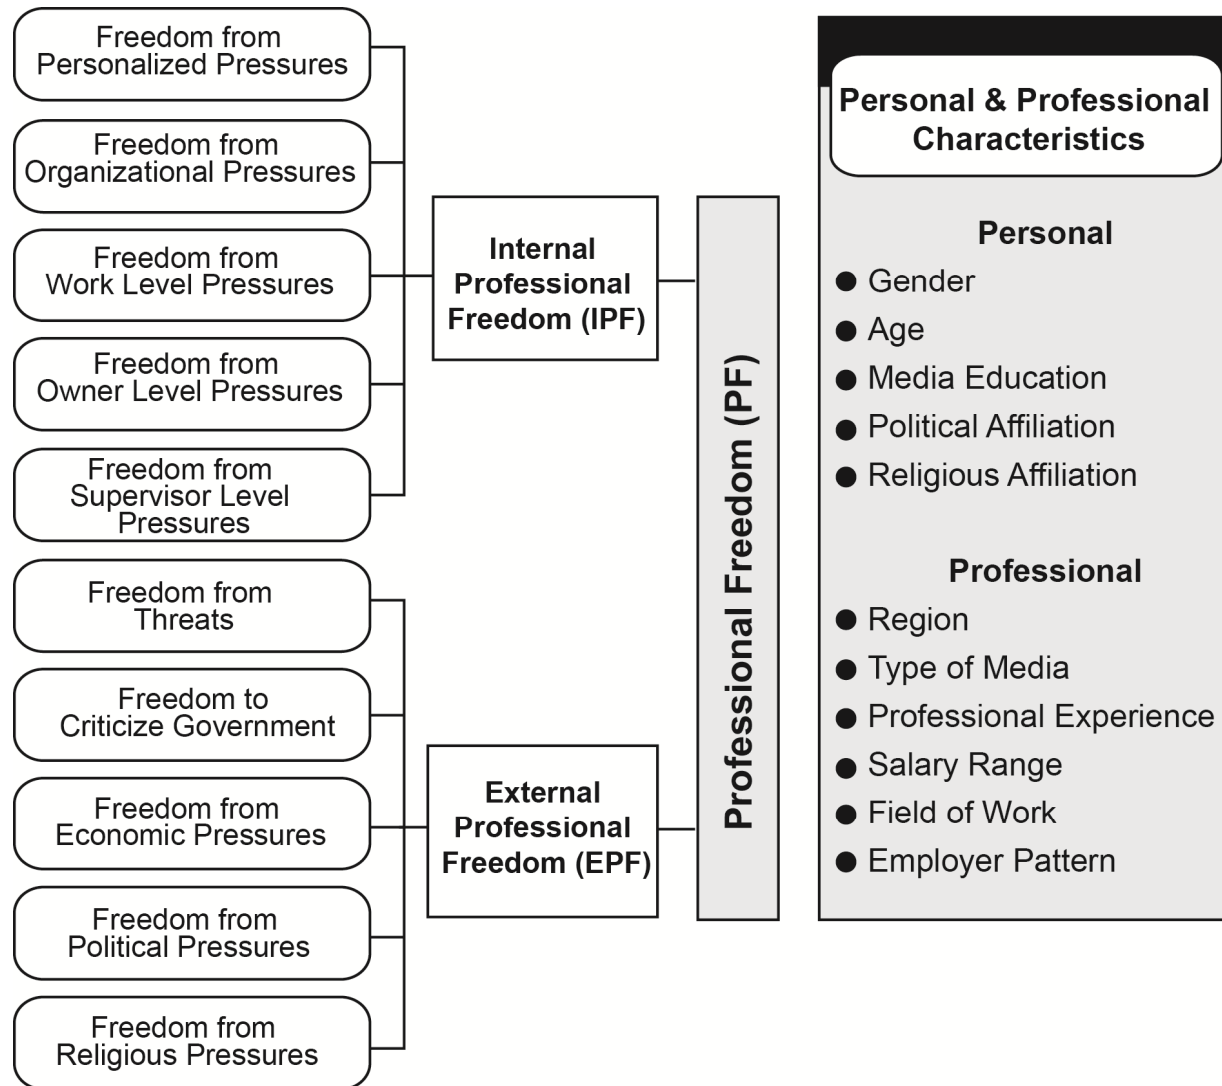 Freedom from
Personalized Pressures
Freedom from
Organizational Pressures
Freedom from
Work Level Pressures
Freedom from
Owner Level Pressures
Freedom from
Supervisor Level
Pressures
Freedom from
Threats
Freedom to
Criticize Government
Freedom from
Economic Pressures
Freedom from
Political Pressures
Freedom from
Religious Pressures
Internal
Professional
Freedom (IPF)
External
Professional
Freedom (EPF)
Professional Freedom (PF)
Personal & Professional
Characteristics
Personal
● Gender
● Age
● Media Education
● Political Affiliation
● Religious Affiliation
Professional
● Region
● Type of Media
● Professional Experience
● Salary Range
● Field of Work
● Employer Pattern